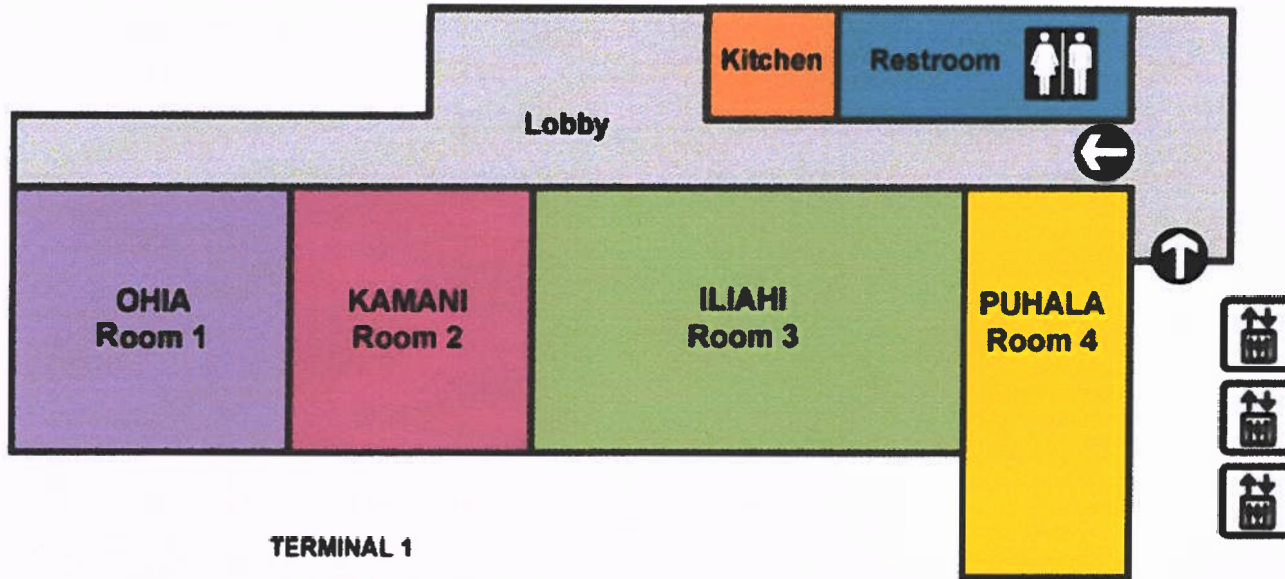 Kitchen
Restroom
Lobby
OHIA
Room 1
KAMANI
Room 2
ILIAHI
Room 3
PUHALA
Room 4
TERMINAL 1